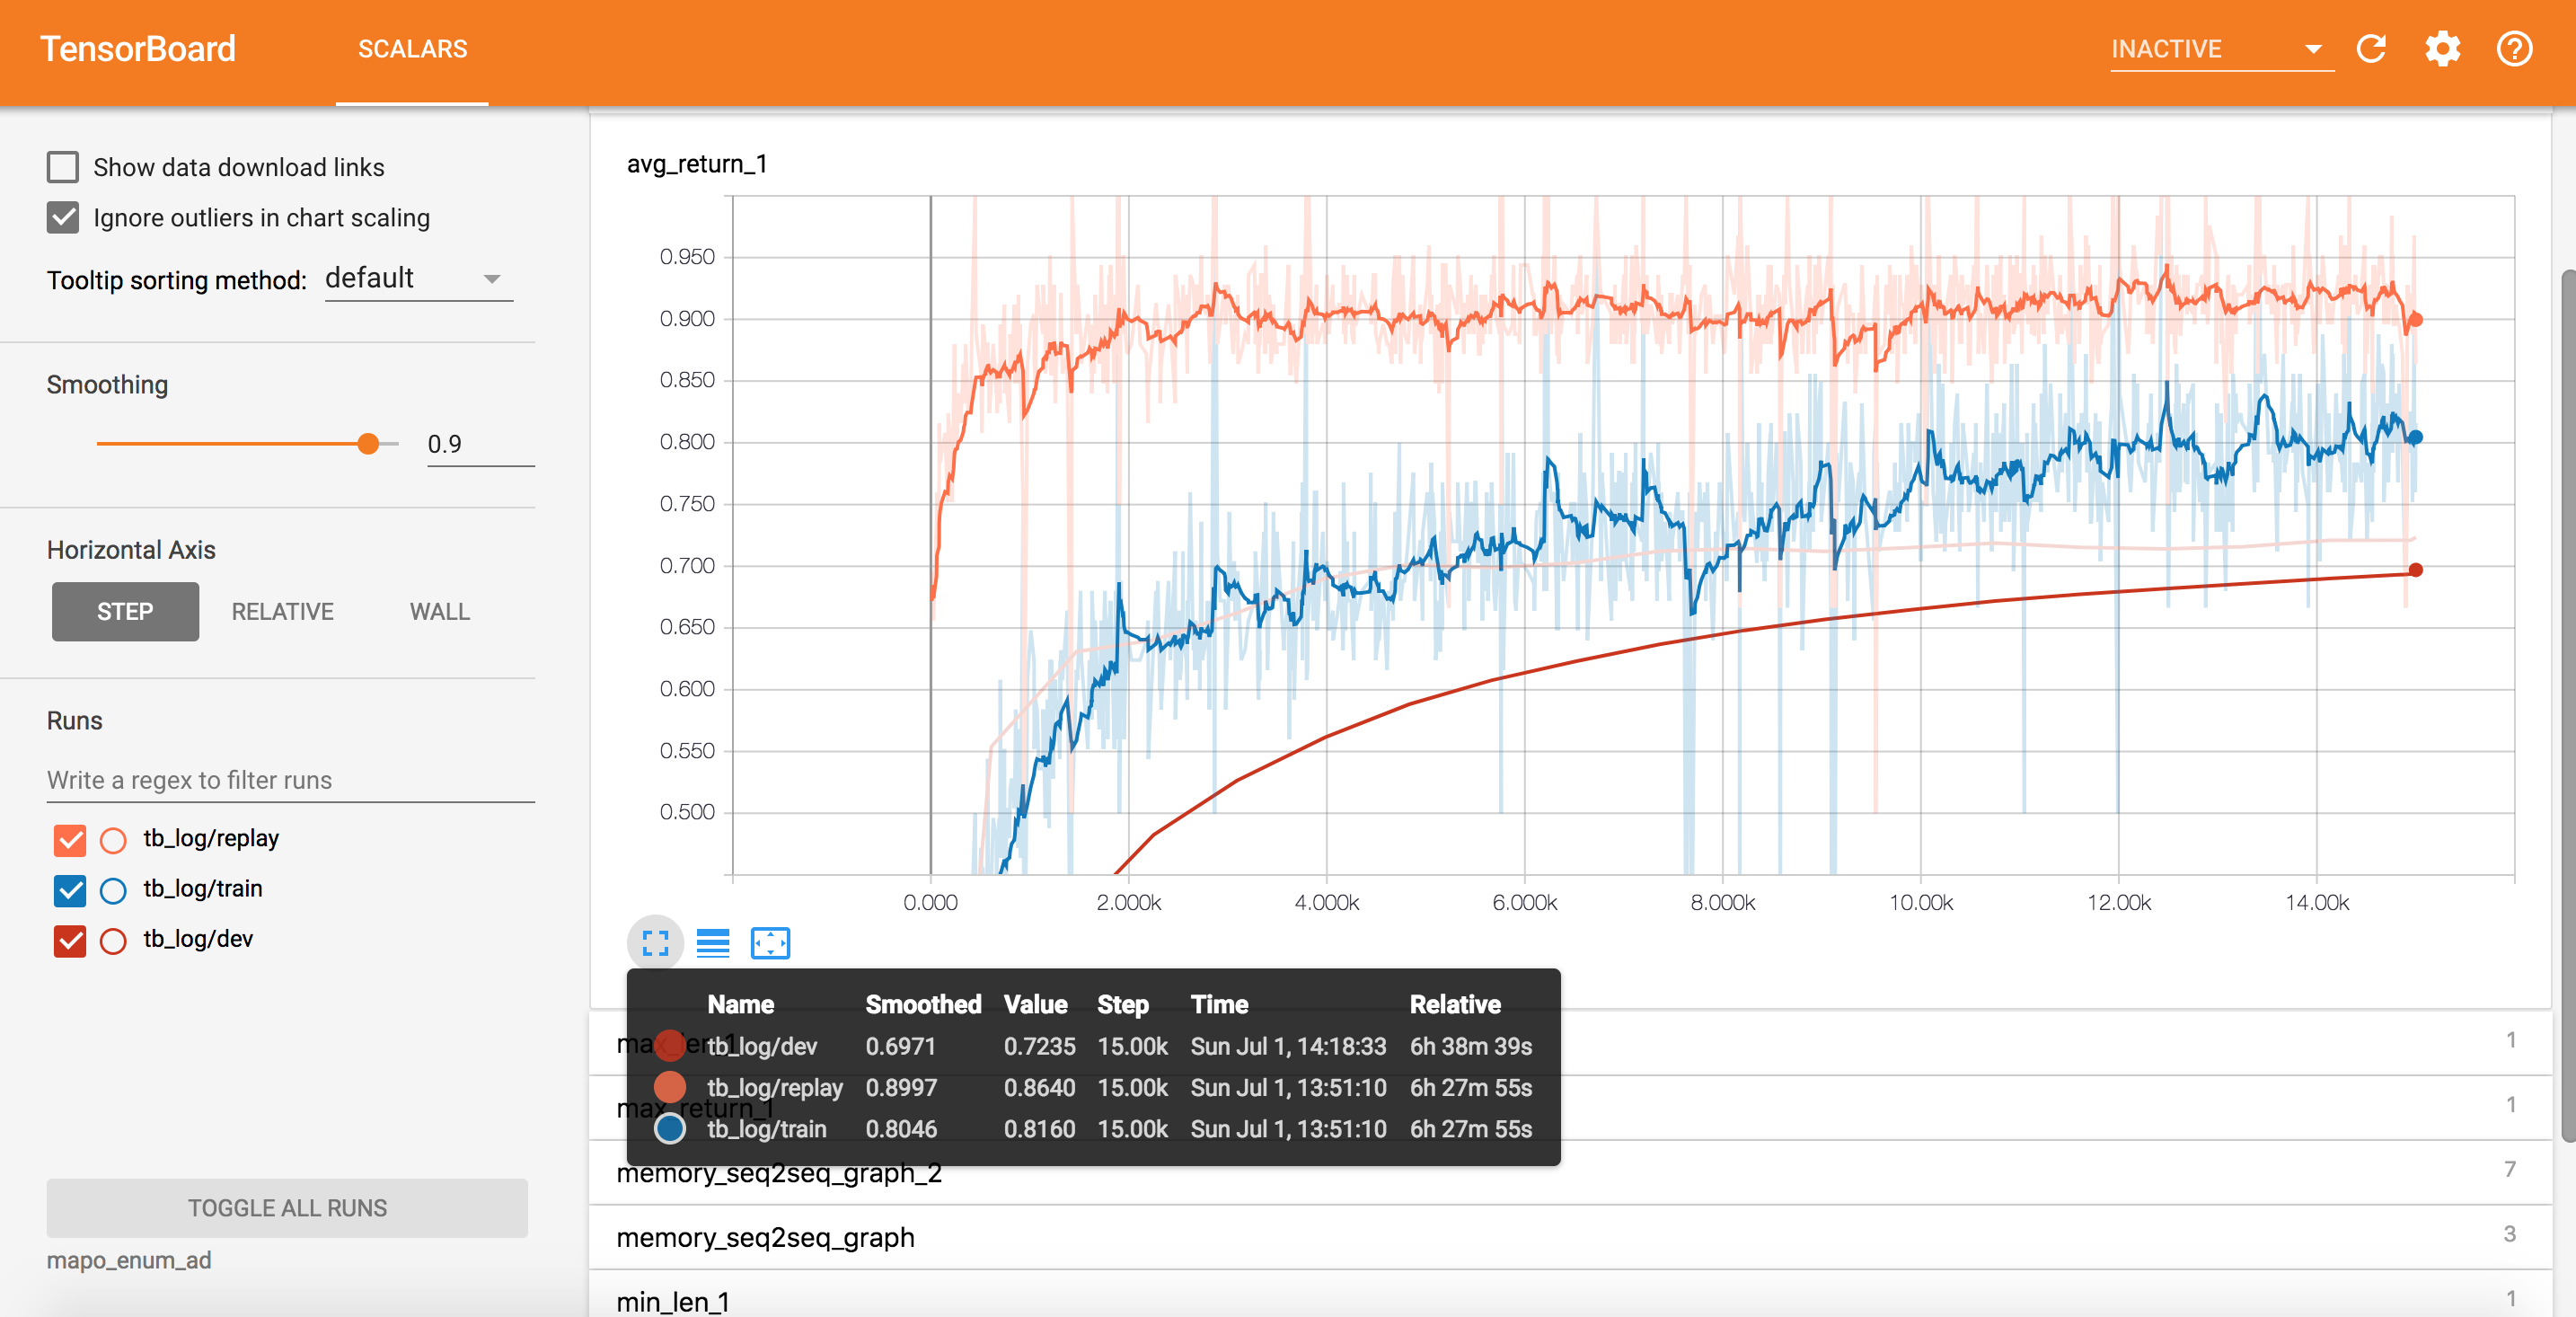 TensorBoard
SCALARS
INACTIVE
Show data download links
Ignore outliers in chart scaling
Tooltip sorting method: default
Smoothing
0.9
Horizontal Axis
STEP RELATIVE WALL
Runs
Write a regex to filter runs
tb_log/replay
tb_log/train
tb_log/dev
TOGGLE ALL RUNS
mapo_enum_ad
avg_return_1
0.950
0.900
0.850
0.800
0.750
0.700
0.650
0.600
0.550
0.500
0.000 2.000k 4.000k 6.000k 8.000k 10.00k 12.00k 14.00k
Name Smoothed Value Step Time Relative
tb_log/dev 0.6971 0.7235 15.00k Sun Jul 1, 14:18:33 6h 38m 39s
tb_log/replay 0.8997 0.8640 15.00k Sun Jul 1, 13:51:10 6h 27m 55s
tb_log/train 0.8046 0.8160 15.00k Sun Jul 1, 13:51:10 6h 27m 55s
max_len_1 1
max_return_1 1
memory_seq2seq_graph_2 7
memory_seq2seq_graph 3
min_len_1 1